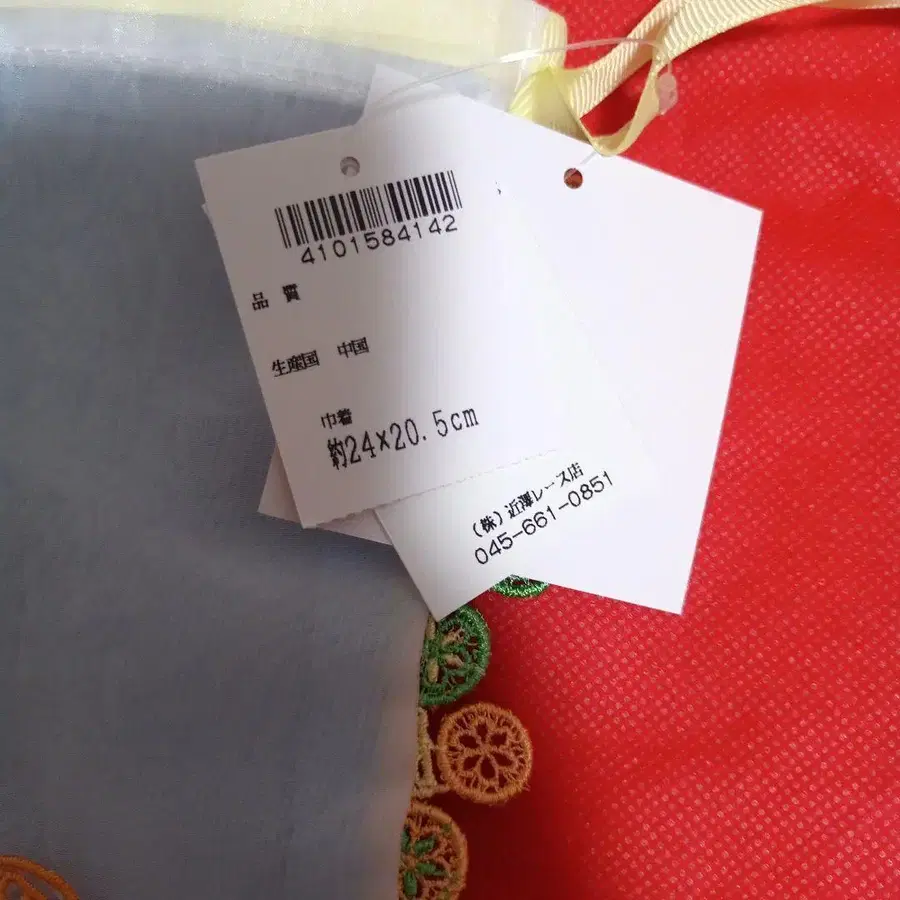 4101584142
品 質
生産国 中国
巾着
約24×20.5cm
(株)近澤レース店
045-661-0851